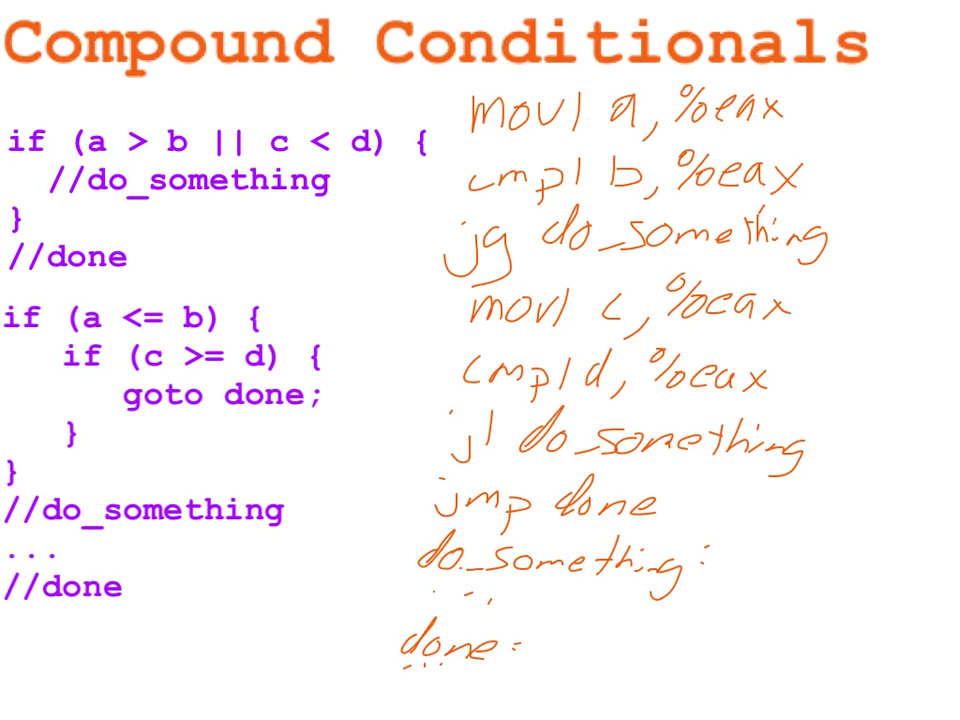 Compound Conditionals
if (a > b || c < d) {
//do_something
}
//done
if (a <= b) {
if (c >= d) {
goto done;
}
}
//do_something
...
//done
movl a, %eax
cmpl b, %eax
jg do_something
movl c, %eax
cmpl d, %eax
jl do_something
jmp done
do_something:
...
done:
...